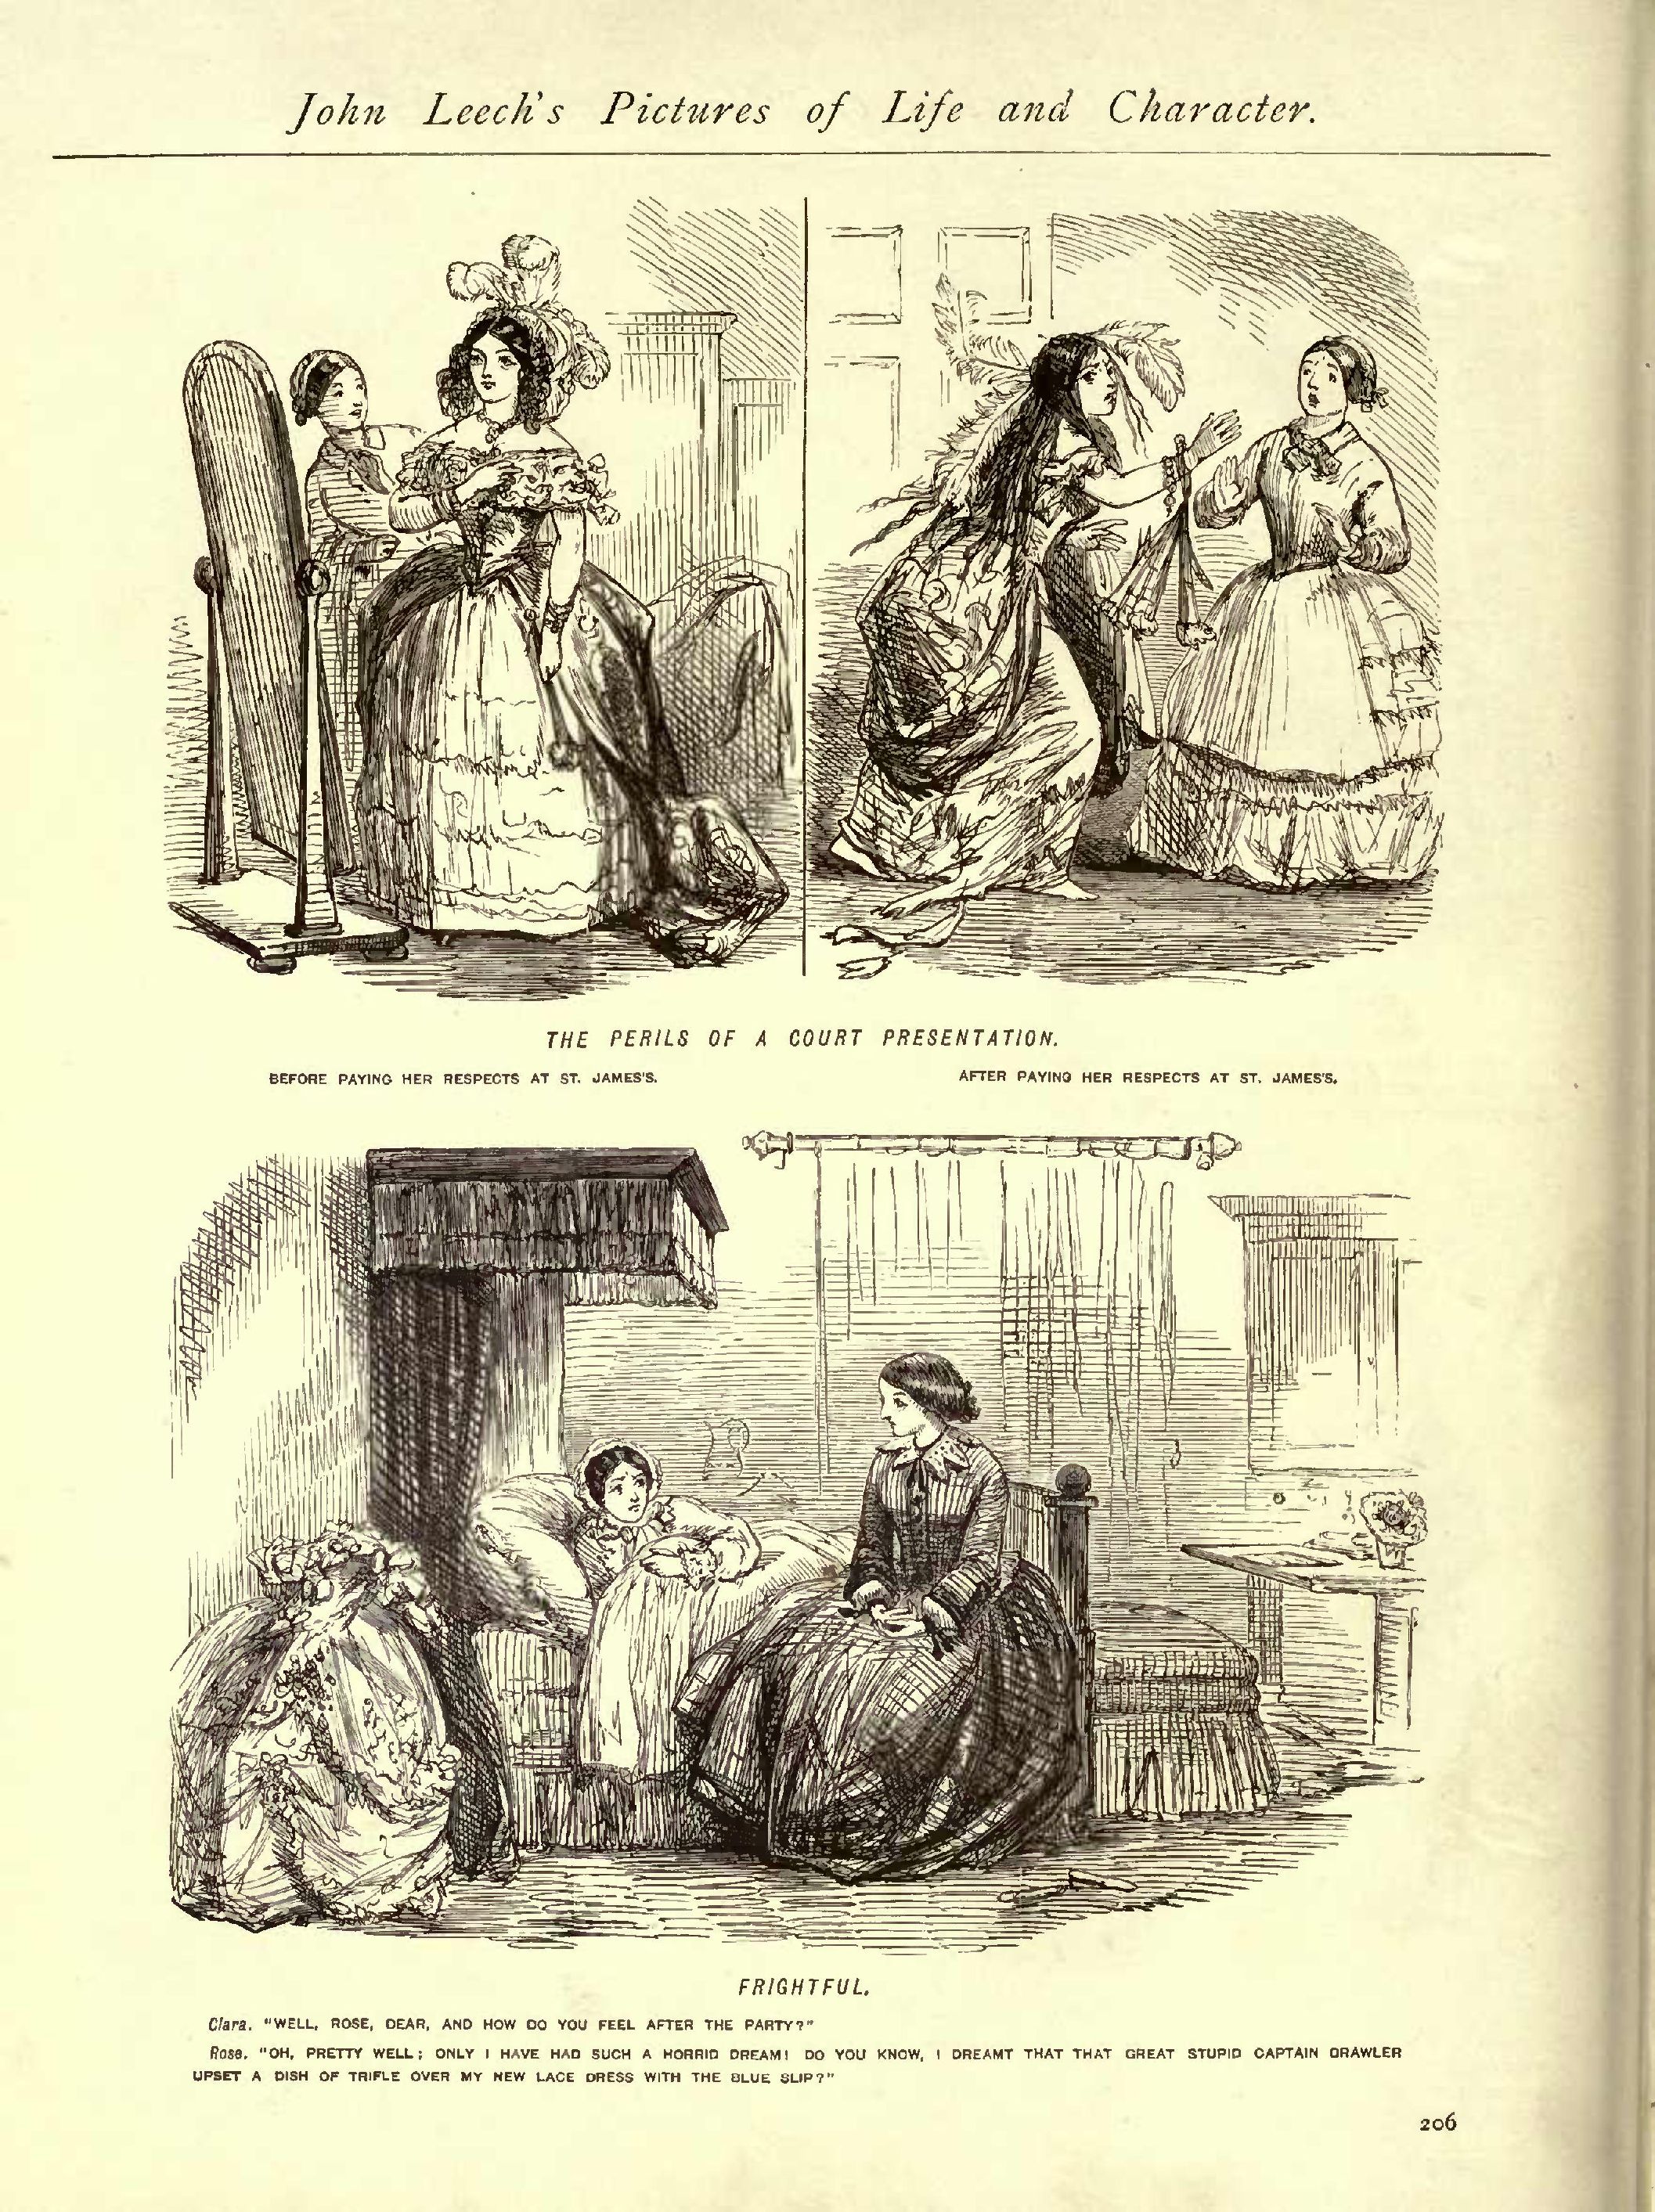 John Leech's Pictures of Life and Character.
THE PERILS OF A COURT PRESENTATION.
BEFORE PAYING HER RESPECTS AT ST. JAMES'S.
AFTER PAYING HER RESPECTS AT ST. JAMES'S.
FRIGHTFUL.
Clara. "WELL, ROSE, DEAR, AND HOW DO YOU FEEL AFTER THE PARTY?"
Rose. "OH, PRETTY WELL; ONLY I HAVE HAD SUCH A HORRID DREAM! DO YOU KNOW, I DREAMT THAT THAT GREAT STUPID CAPTAIN DRAWLER
UPSET A DISH OF TRIFLE OVER MY NEW LACE DRESS WITH THE BLUE SLIP?"
206